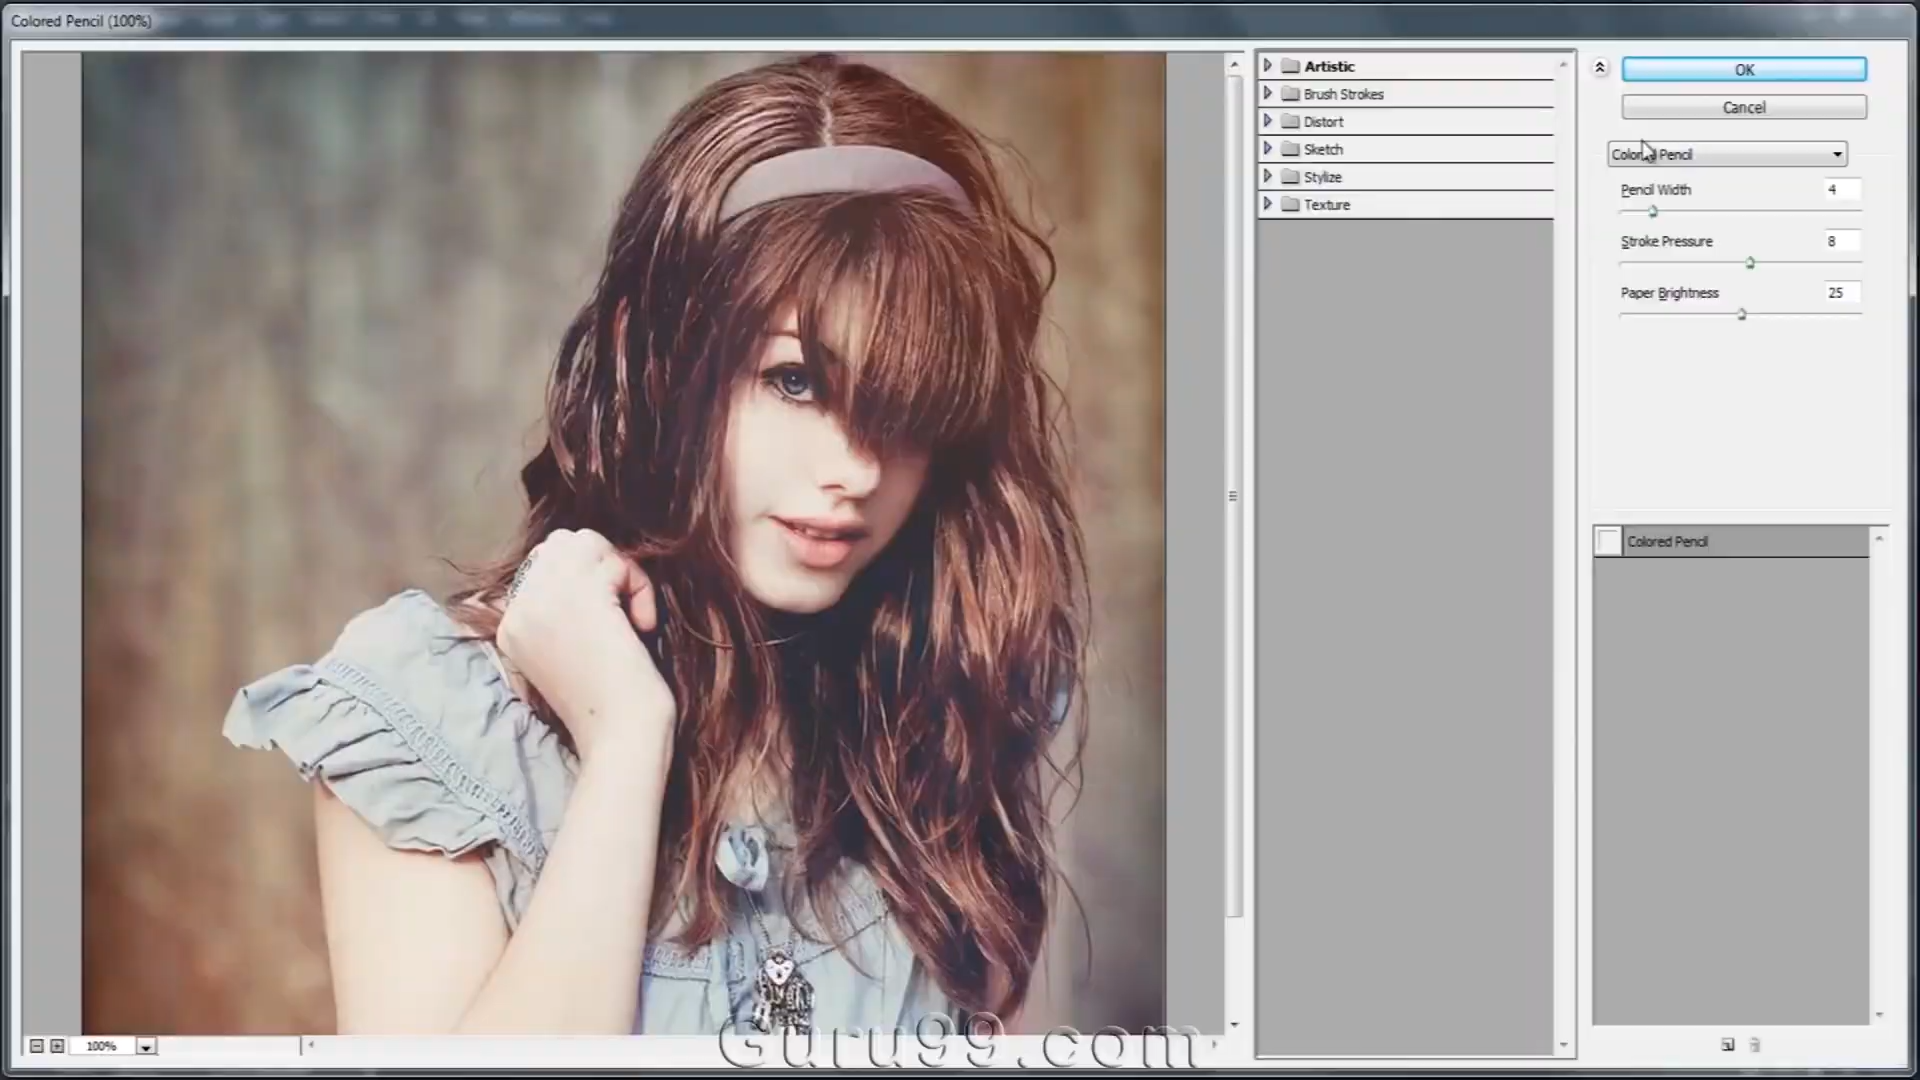 Colored Pencil (100%)
Artistic
Brush Strokes
Distort
Sketch
Stylize
Texture
OK
Cancel
Colored Pencil
Pencil Width 4
Stroke Pressure 8
Paper Brightness 25
Colored Pencil
100%
Guru99.com